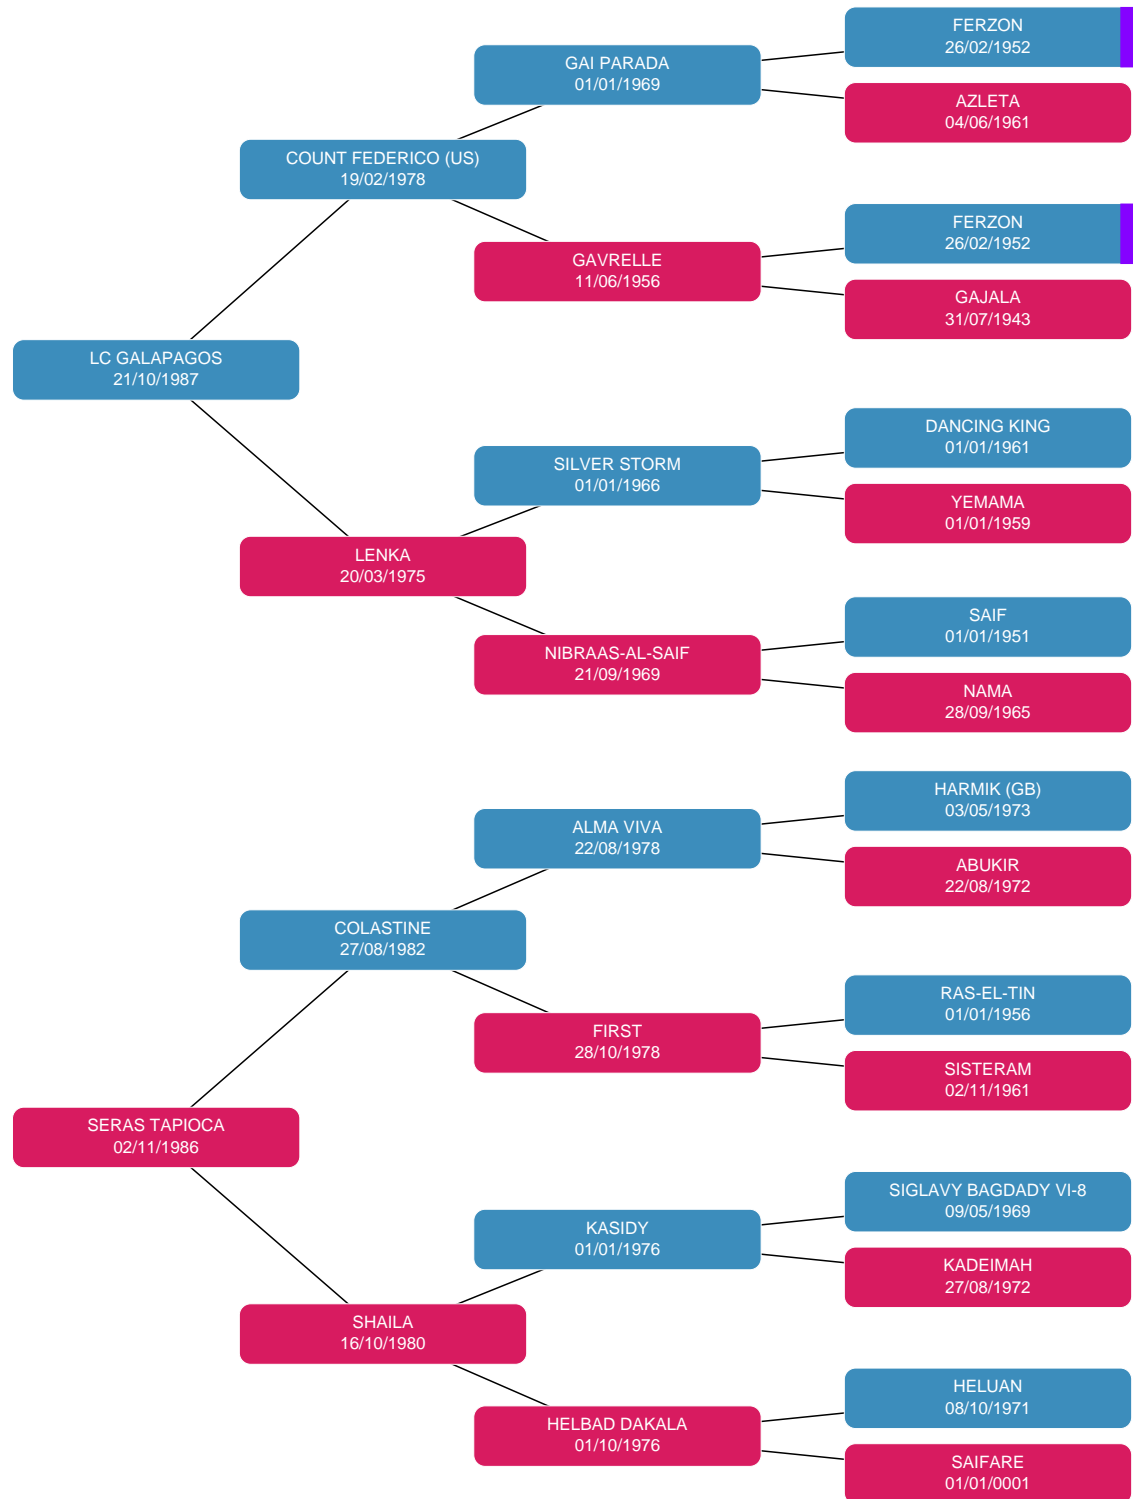 FERZON
26/02/1952
GAI PARADA
01/01/1969
AZLETA
04/06/1961
COUNT FEDERICO (US)
19/02/1978
FERZON
26/02/1952
GAVRELLE
11/06/1956
GAJALA
31/07/1943
LC GALAPAGOS
21/10/1987
DANCING KING
01/01/1961
SILVER STORM
01/01/1966
YEMAMA
01/01/1959
LENKA
20/03/1975
SAIF
01/01/1951
NIBRAAS-AL-SAIF
21/09/1969
NAMA
28/09/1965
HARMIK (GB)
03/05/1973
ALMA VIVA
22/08/1978
ABUKIR
22/08/1972
COLASTINE
27/08/1982
RAS-EL-TIN
01/01/1956
FIRST
28/10/1978
SISTERAM
02/11/1961
SERAS TAPIOCA
02/11/1986
SIGLAVY BAGDADY VI-8
09/05/1969
KASIDY
01/01/1976
KADEIMAH
27/08/1972
SHAILA
16/10/1980
HELUAN
08/10/1971
HELBAD DAKALA
01/10/1976
SAIFARE
01/01/0001